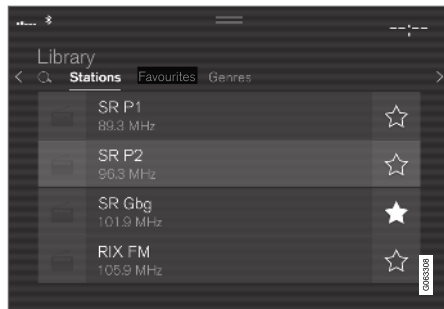 --:--
Library
Stations Favourites Genres
SR P1
89.3 MHz
SR P2
96.3 MHz
SR Gbg
101.9 MHz
RIX FM
105.9 MHz
G063308